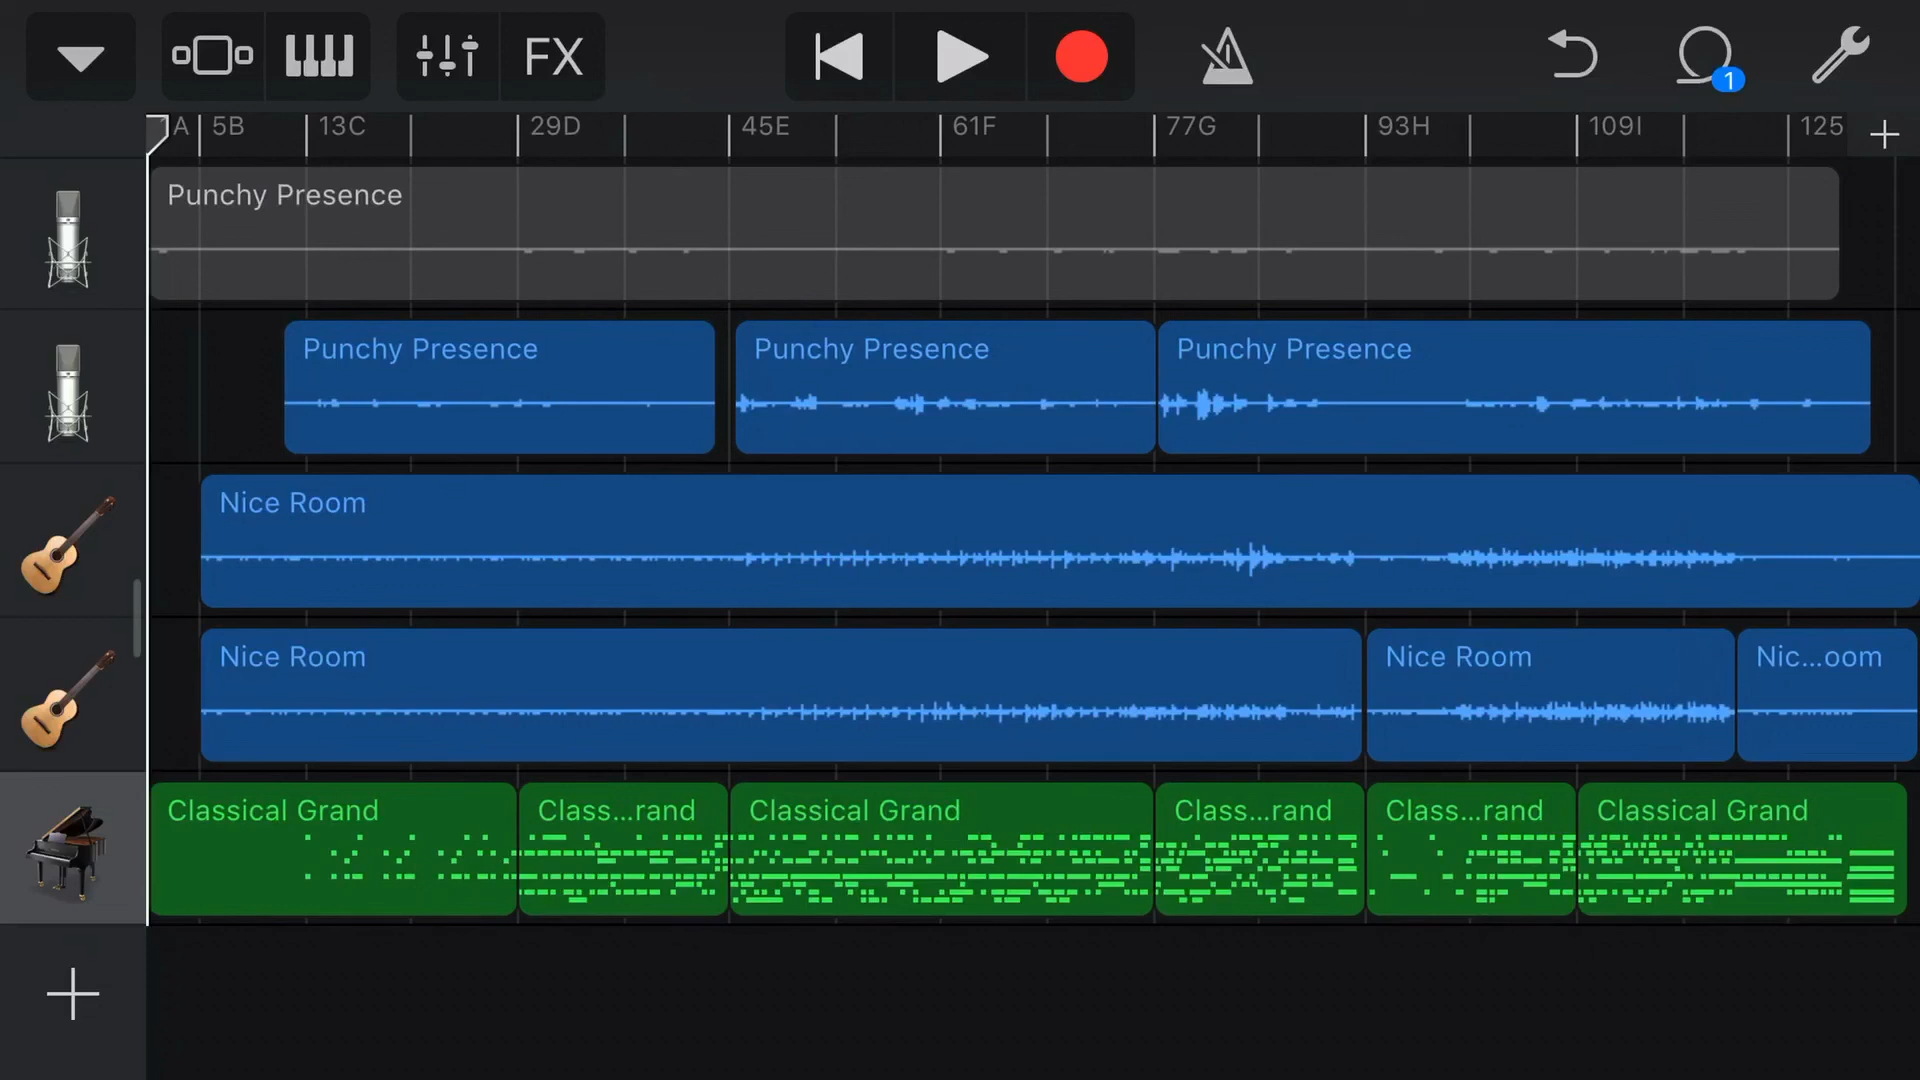 FX
A 5B 13C 29D 45E 61F 77G 93H 109I 125
1
Punchy Presence
Punchy Presence Punchy Presence Punchy Presence
Nice Room
Nice Room Nice Room Nic...oom
Classical Grand Class...rand Classical Grand Class...rand Class...rand Classical Grand